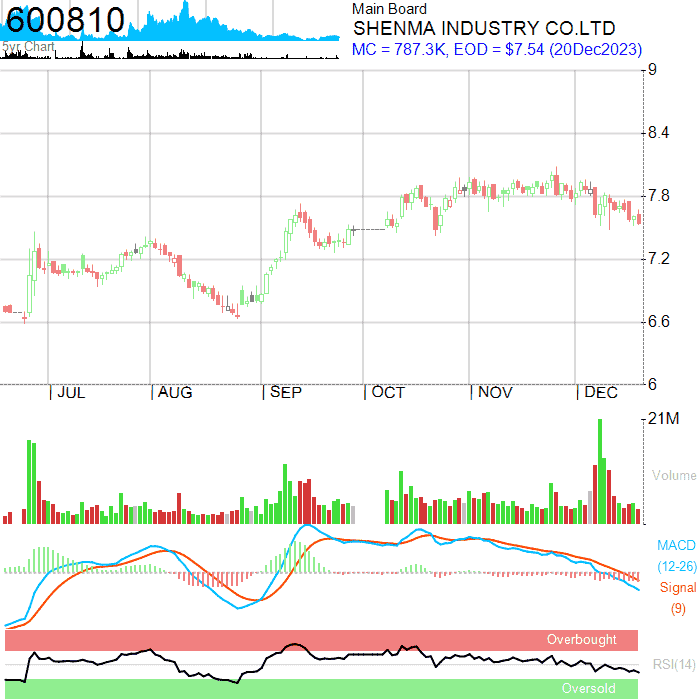 600810
5yr Chart
Main Board
SHENMA INDUSTRY CO.LTD
MC = 787.3K, EOD = $7.54 (20Dec2023)
9
8.4
7.8
7.2
6.6
6
JUL AUG SEP OCT NOV DEC
21M
Volume
MACD
(12-26)
Signal
(9)
Overbought
RSI(14)
Oversold